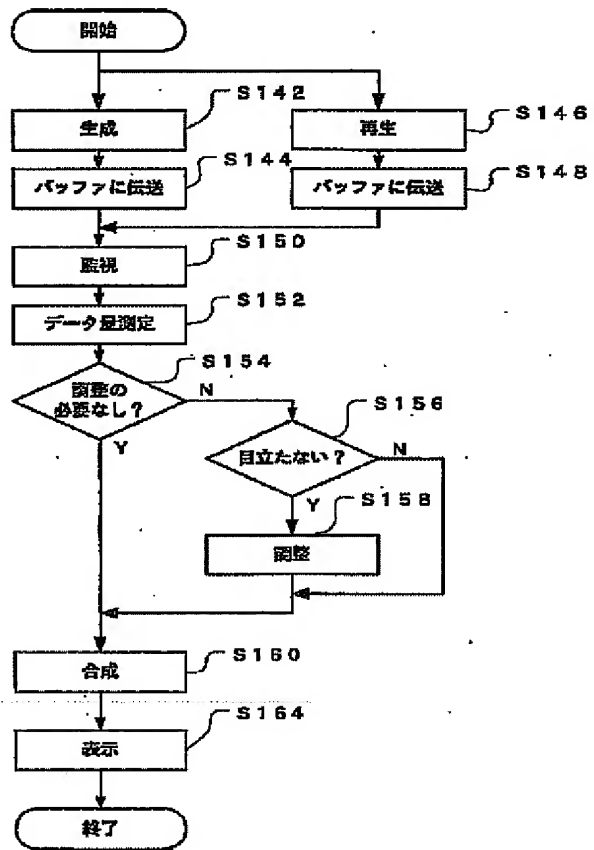 開始
S142
生成
S146
再生
S144
バッファに伝送
S148
バッファに伝送
S150
監視
S152
データ量測定
S154
調整の
必要なし?
N
Y
S156
目立たない?
N
Y
S158
調整
S160
合成
S164
表示
終了